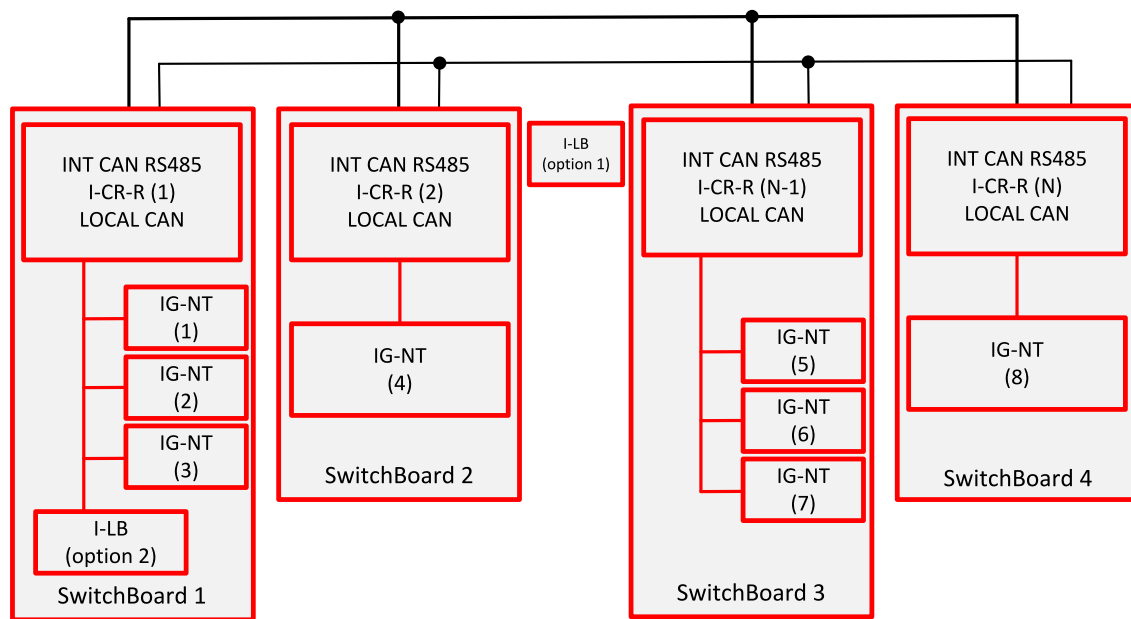 INT CAN RS485
I-CR-R (1)
LOCAL CAN
IG-NT
(1)
IG-NT
(2)
IG-NT
(3)
I-LB
(option 2)
SwitchBoard 1
INT CAN RS485
I-CR-R (2)
LOCAL CAN
IG-NT
(4)
SwitchBoard 2
I-LB
(option 1)
INT CAN RS485
I-CR-R (N-1)
LOCAL CAN
IG-NT
(5)
IG-NT
(6)
IG-NT
(7)
SwitchBoard 3
INT CAN RS485
I-CR-R (N)
LOCAL CAN
IG-NT
(8)
SwitchBoard 4